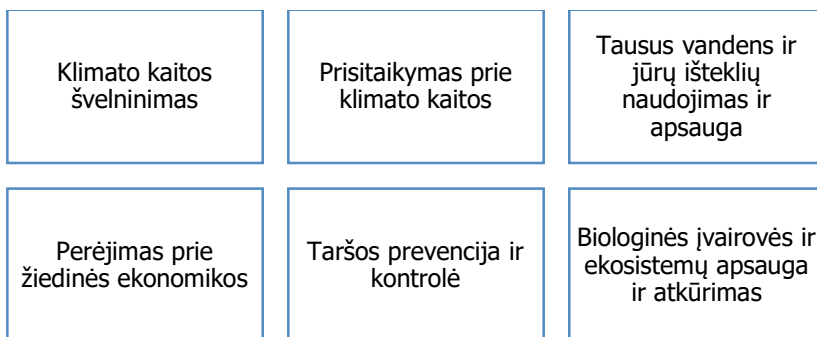 Klimato kaitos
švelninimas
Prisitaikymas prie
klimato kaitos
Tausus vandens ir
jūrų išteklių
naudojimas ir
apsauga
Perėjimas prie
žiedinės ekonomikos
Taršos prevencija ir
kontrolė
Biologinės įvairovės ir
ekosistemų apsauga
ir atkūrimas